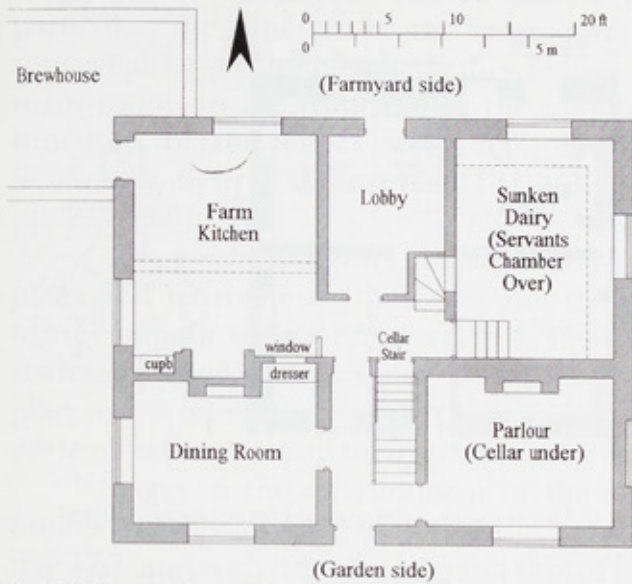 0 5 10 20 ft
0 5 m
Brewhouse
(Farmyard side)
Farm
Kitchen
Lobby
Sunken
Dairy
(Servants
Chamber
Over)
Cellar
Stair
window
cupb
dresser
Dining Room
Parlour
(Cellar under)
(Garden side)